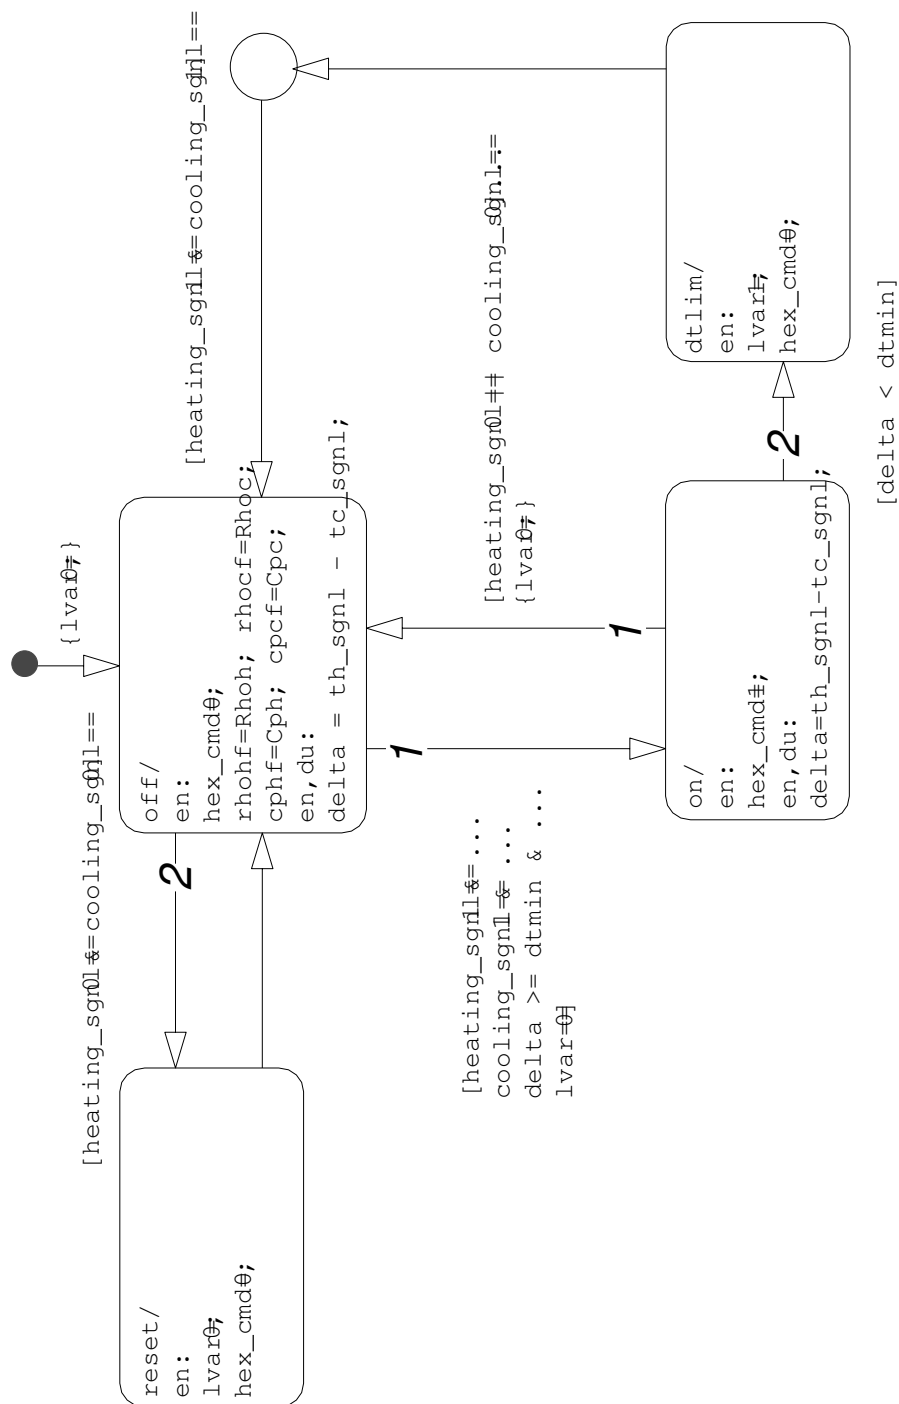 [heating_sgnl==0 & cooling_sgnl==0]
{lvar=0;}
[heating_sgnl==1 & cooling_sgnl==1]
reset/
en:
lvar=0;
hex_cmd=0;
2
off/
en:
hex_cmd=0;
rhohf=Rhoh; rhocf=Rhoc;
cphf=Cph; cpcf=Cpc;
en,du:
delta = th_sgnl - tc_sgnl;
1
[heating_sgnl==1 & ...
cooling_sgnl==1 & ...
delta >= dtmin & ...
lvar==0]
[heating_sgnl==0 || cooling_sgnl==0]...
{lvar=0;}
1
on/
en:
hex_cmd=1;
en,du:
delta=th_sgnl-tc_sgnl;
2
dtlim/
en:
lvar=1;
hex_cmd=0;
[delta < dtmin]